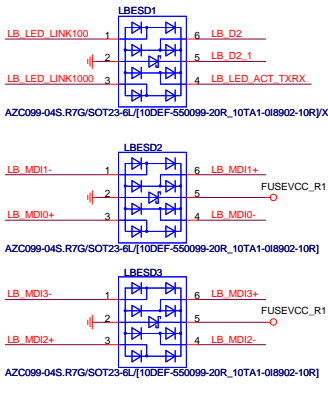 LBESD1
LB_LED_LINK100 1 6 LB_D2
2 5 LB_D2_1
LB_LED_LINK1000 3 4 LB_LED_ACT_TXRX
AZC099-04S.R7G/SOT23-6L/[10DEF-550099-20R_10TA1-0I8902-10R]/X
LBESD2
LB_MDI1- 1 6 LB_MDI1+
2 5 FUSEVCC_R1
LB_MDI0+ 3 4 LB_MDI0-
AZC099-04S.R7G/SOT23-6L/[10DEF-550099-20R_10TA1-0I8902-10R]
LBESD3
LB_MDI3- 1 6 LB_MDI3+
2 5 FUSEVCC_R1
LB_MDI2+ 3 4 LB_MDI2-
AZC099-04S.R7G/SOT23-6L/[10DEF-550099-20R_10TA1-0I8902-10R]